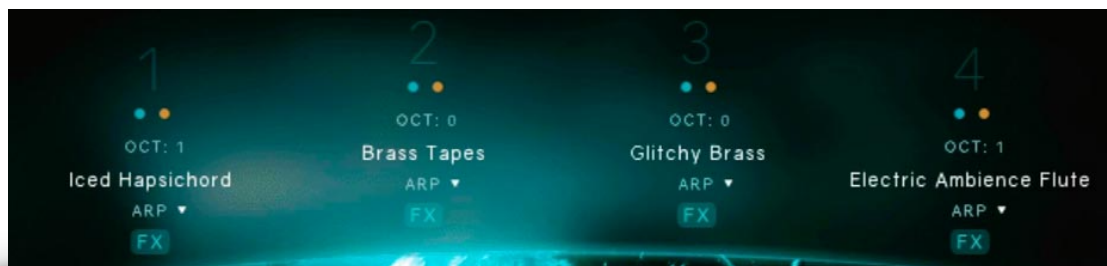 1
OCT: 1
Iced Hapsichord
ARP
FX
2
OCT: 0
Brass Tapes
ARP
FX
3
OCT: 0
Glitchy Brass
ARP
FX
4
OCT: 1
Electric Ambience Flute
ARP
FX